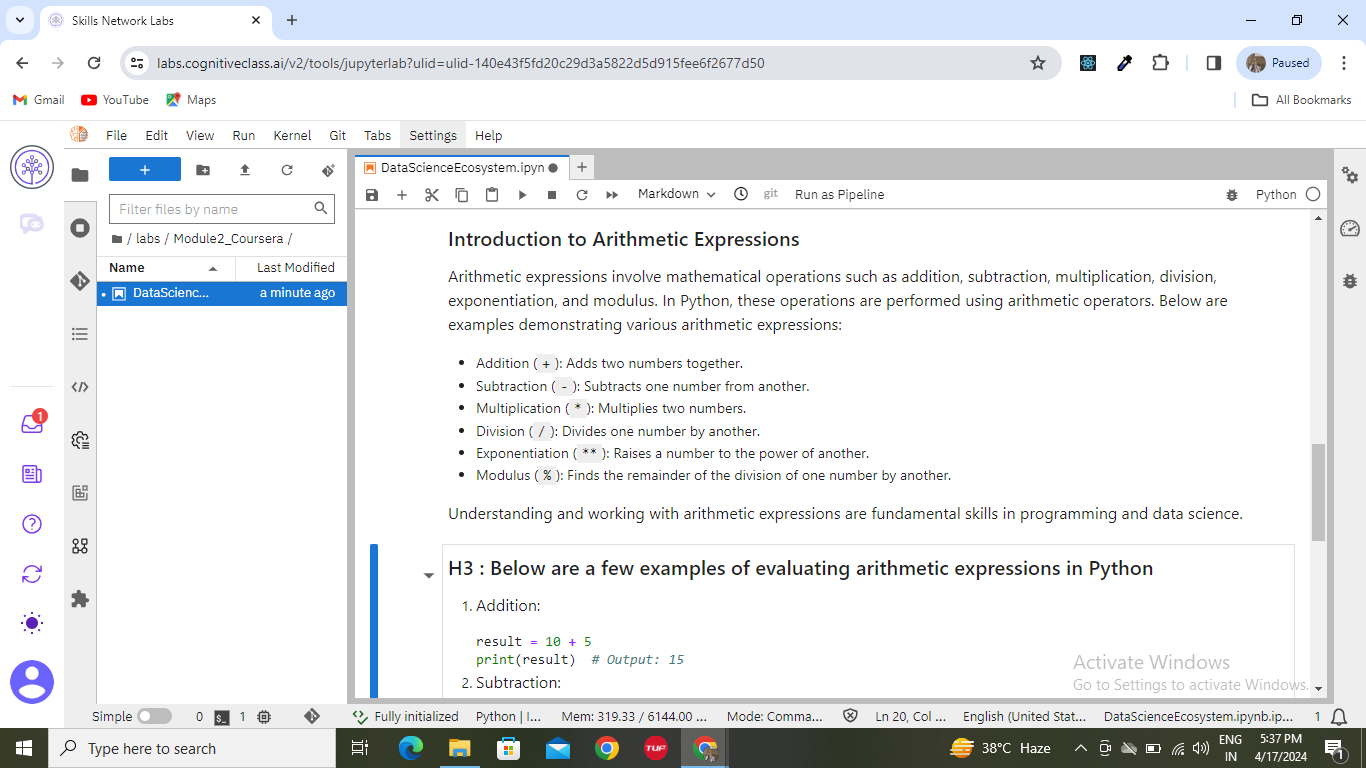 Skills Network Labs
labs.cognitiveclass.ai/v2/tools/jupyterlab?ulid=ulid-140e43f5fd20c29d3a5822d5d915fee6f2677d50
Paused
Gmail YouTube Maps All Bookmarks
File Edit View Run Kernel Git Tabs Settings Help
DataScienceEcosystem.ipyn
Filter files by name
Markdown git Run as Pipeline Python
/ labs / Module2_Coursera /
Name Last Modified
DataScienc... a minute ago
1
Introduction to Arithmetic Expressions
Arithmetic expressions involve mathematical operations such as addition, subtraction, multiplication, division,
exponentiation, and modulus. In Python, these operations are performed using arithmetic operators. Below are
examples demonstrating various arithmetic expressions:
• Addition ( + ): Adds two numbers together.
• Subtraction ( - ): Subtracts one number from another.
• Multiplication ( * ): Multiplies two numbers.
• Division ( / ): Divides one number by another.
• Exponentiation ( ** ): Raises a number to the power of another.
• Modulus ( % ): Finds the remainder of the division of one number by another.
Understanding and working with arithmetic expressions are fundamental skills in programming and data science.
H3 : Below are a few examples of evaluating arithmetic expressions in Python
1. Addition:
result = 10 + 5
print(result)  # Output: 15
2. Subtraction:
Activate Windows
Go to Settings to activate Windows.
Simple 0 1 Fully initialized Python | I... Mem: 319.33 / 6144.00 ... Mode: Comma... Ln 20, Col ... English (United Stat... DataScienceEcosystem.ipynb.ip... 1
Type here to search TUF 38°C Haze ENG 5:37 PM
IN 4/17/2024 1